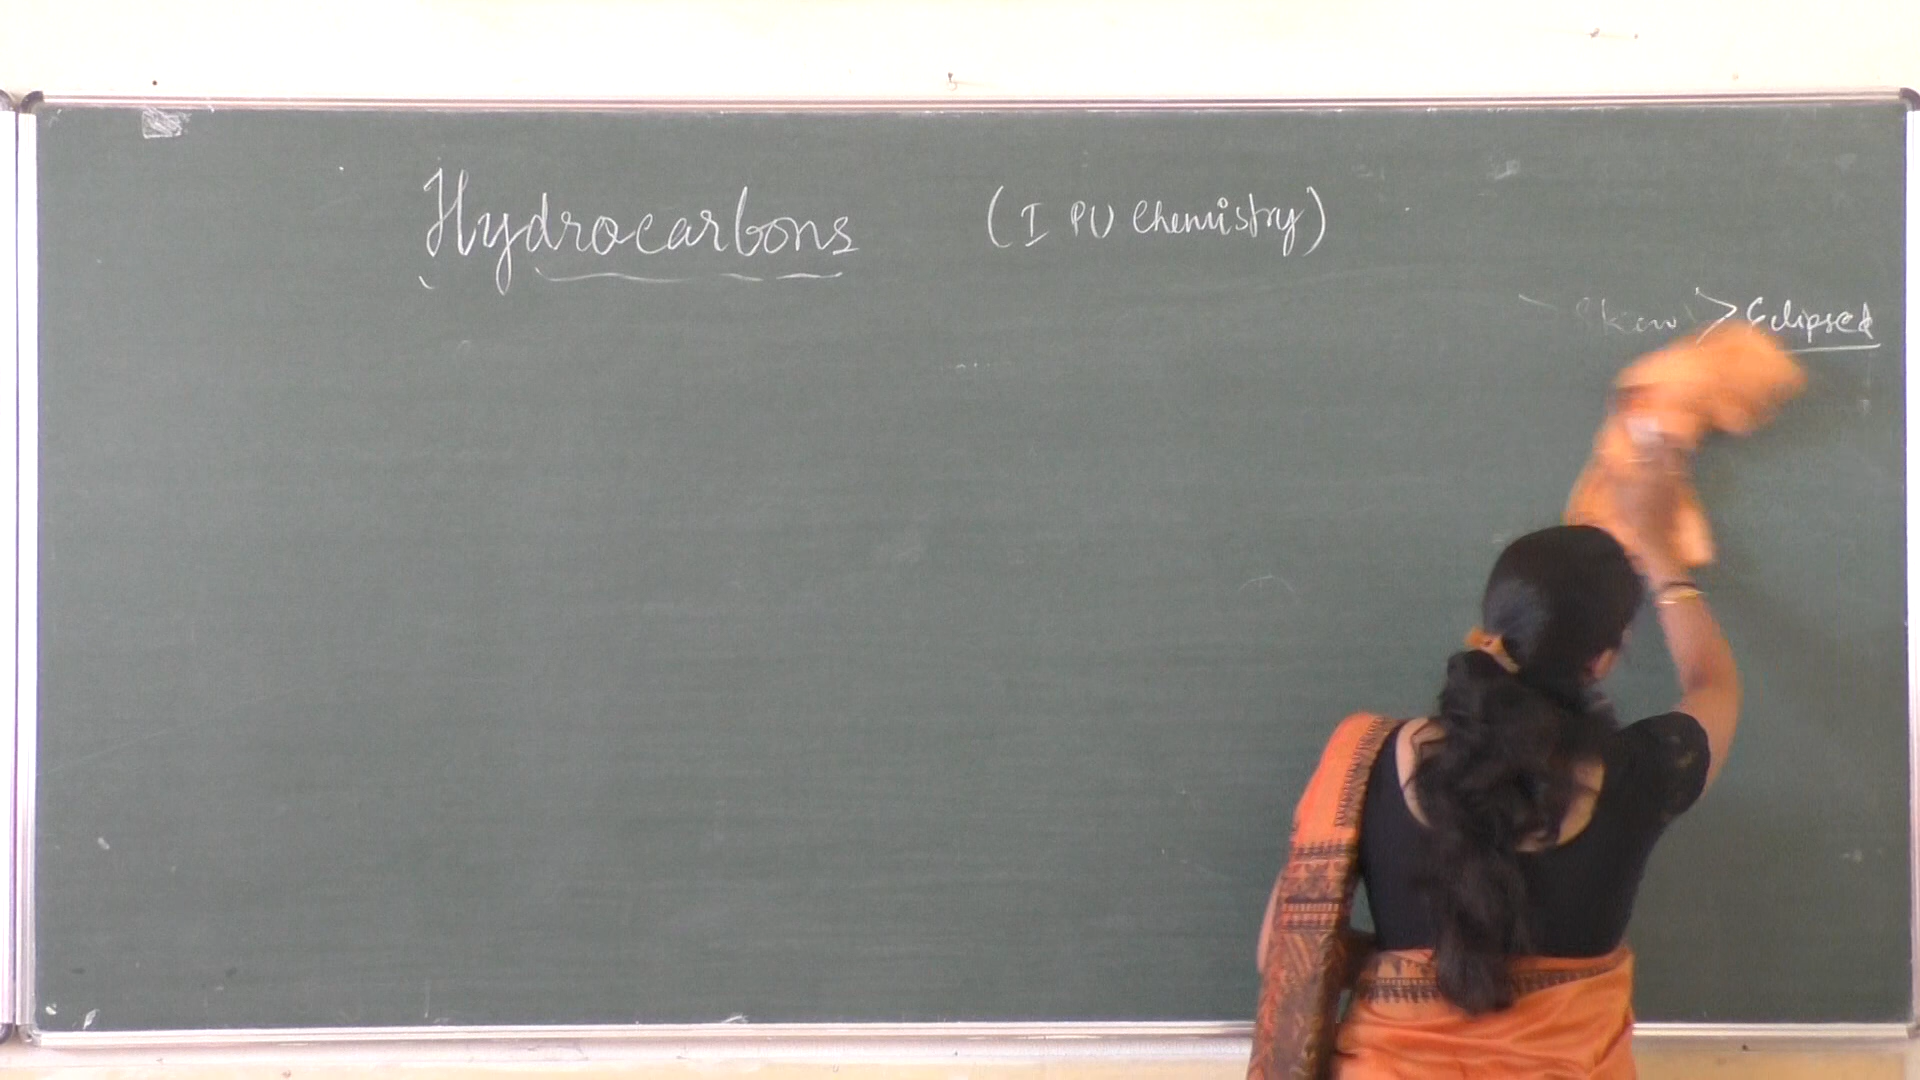 Hydrocarbons (I PU Chemistry)
> Skew > Eclipsed